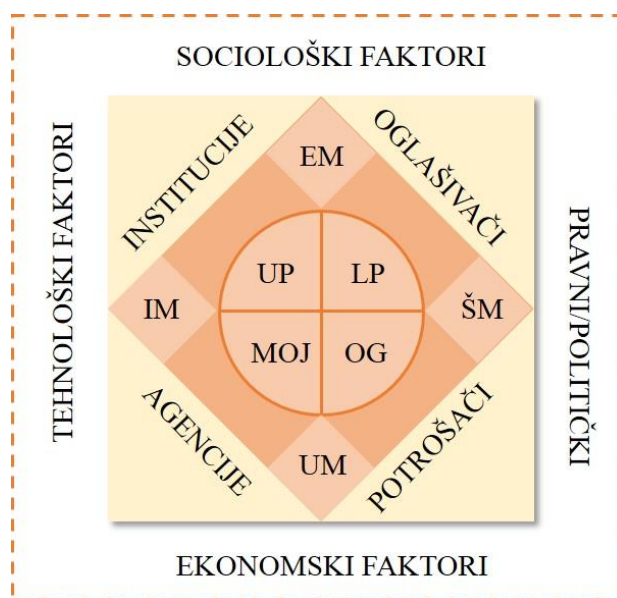 SOCIOLOŠKI FAKTORI
TEHNOLOŠKI FAKTORI
INSTITUCIJE
EM
OGLAŠIVAČI
PRAVNI/POLITIČKI
UP
LP
IM
ŠM
MOJ
OG
AGENCIJE
UM
POTROŠAČI
EKONOMSKI FAKTORI